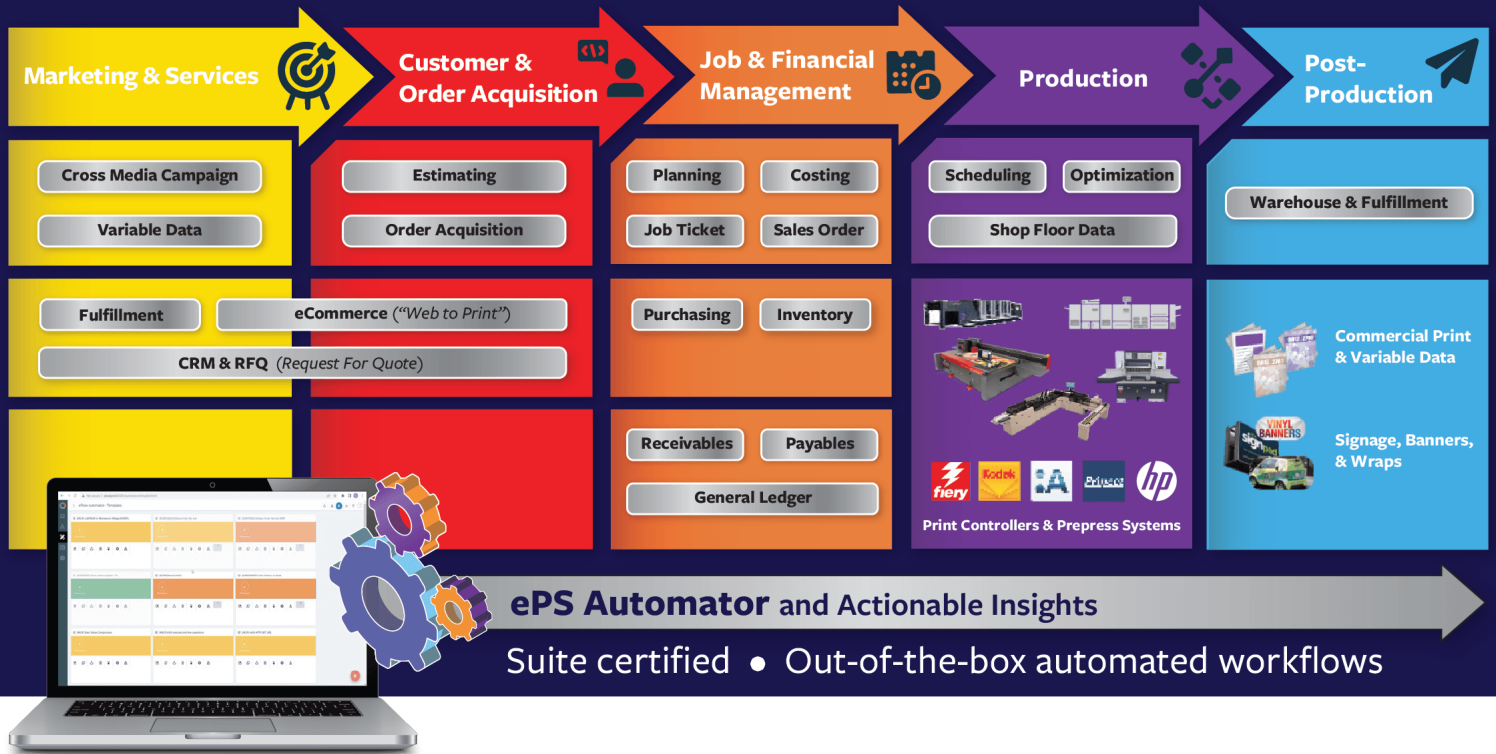 Marketing & Services
Customer &
Order Acquisition
Job & Financial
Management
Production
Post-
Production
Cross Media Campaign
Variable Data
Estimating
Order Acquisition
Planning
Costing
Job Ticket
Sales Order
Scheduling
Optimization
Shop Floor Data
Warehouse & Fulfillment
Fulfillment
eCommerce (“Web to Print”)
CRM & RFQ (Request For Quote)
Purchasing
Inventory
Receivables
Payables
General Ledger
fiery
Kodak
hp
Print Controllers & Prepress Systems
Commercial Print
& Variable Data
VINYL
BANNERS
Signage, Banners,
& Wraps
ePS Automator and Actionable Insights
Suite certified ● Out-of-the-box automated workflows